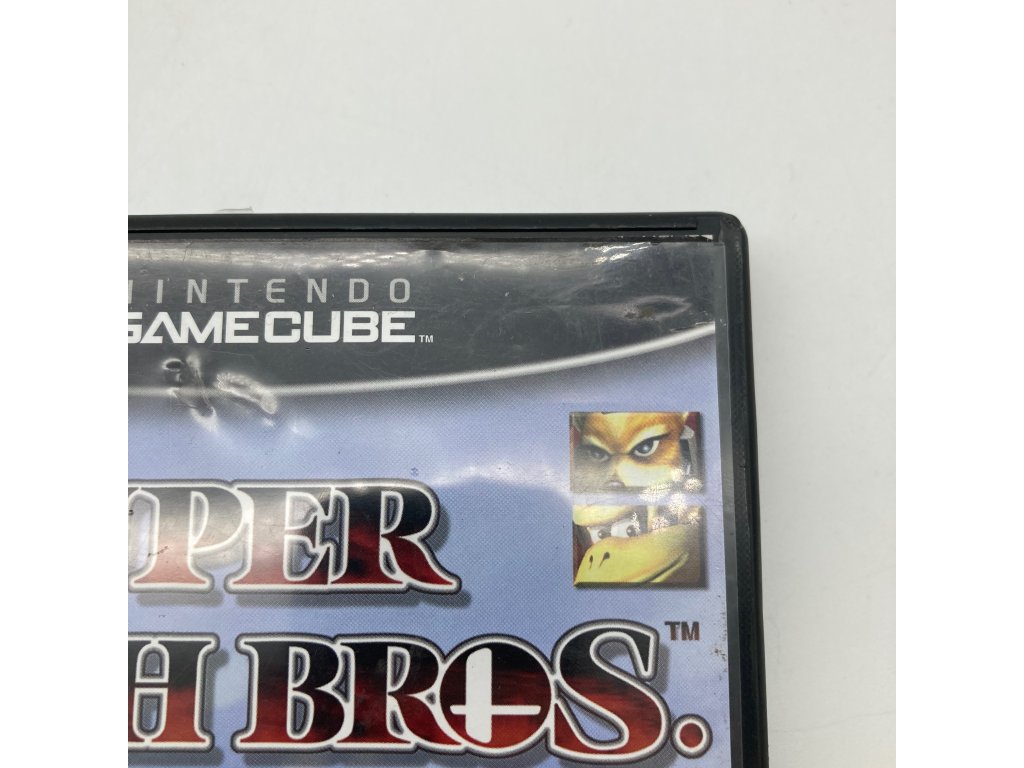 NINTENDO
GAMECUBE™
PER
H BROS.™